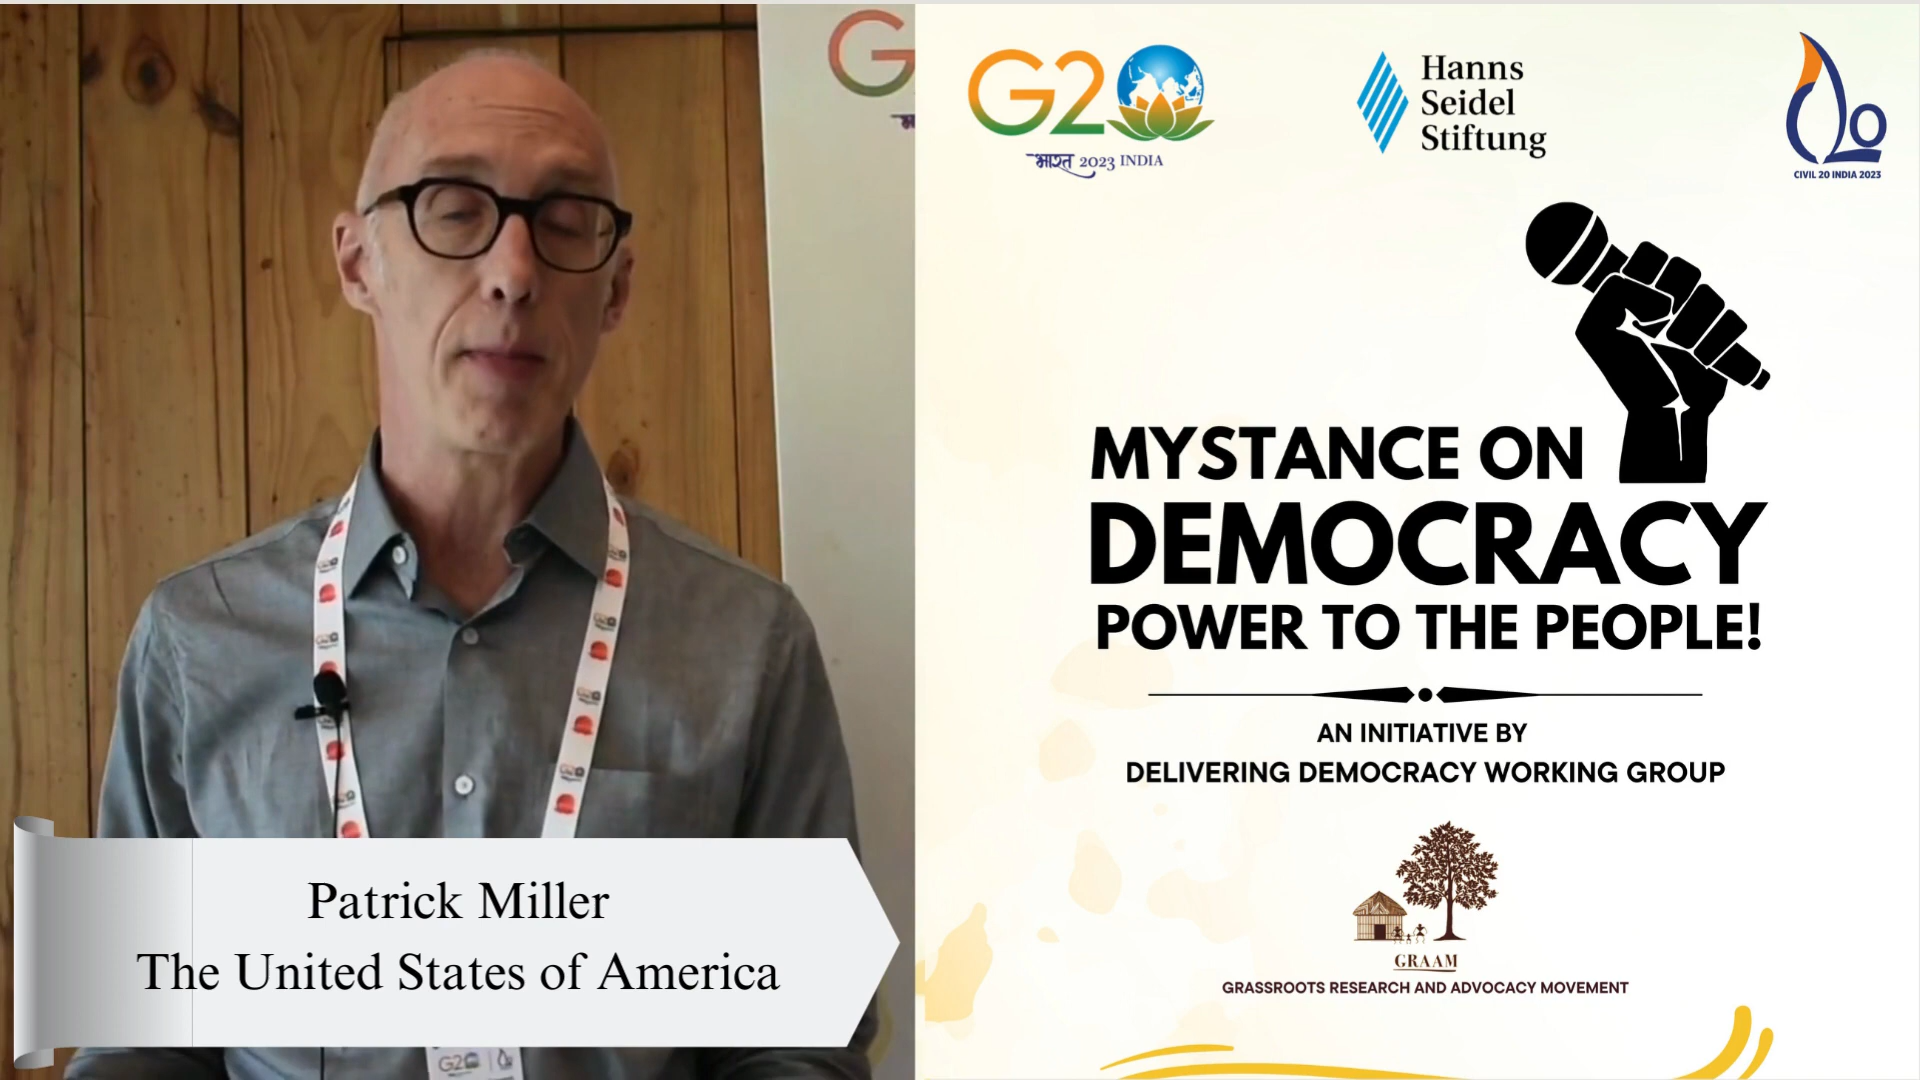 G20
भारत 2023 INDIA
Hanns
Seidel
Stiftung
C20
CIVIL 20 INDIA 2023
MYSTANCE ON
DEMOCRACY
POWER TO THE PEOPLE!
AN INITIATIVE BY
DELIVERING DEMOCRACY WORKING GROUP
GRAAM
GRASSROOTS RESEARCH AND ADVOCACY MOVEMENT
Patrick Miller
The United States of America
G20